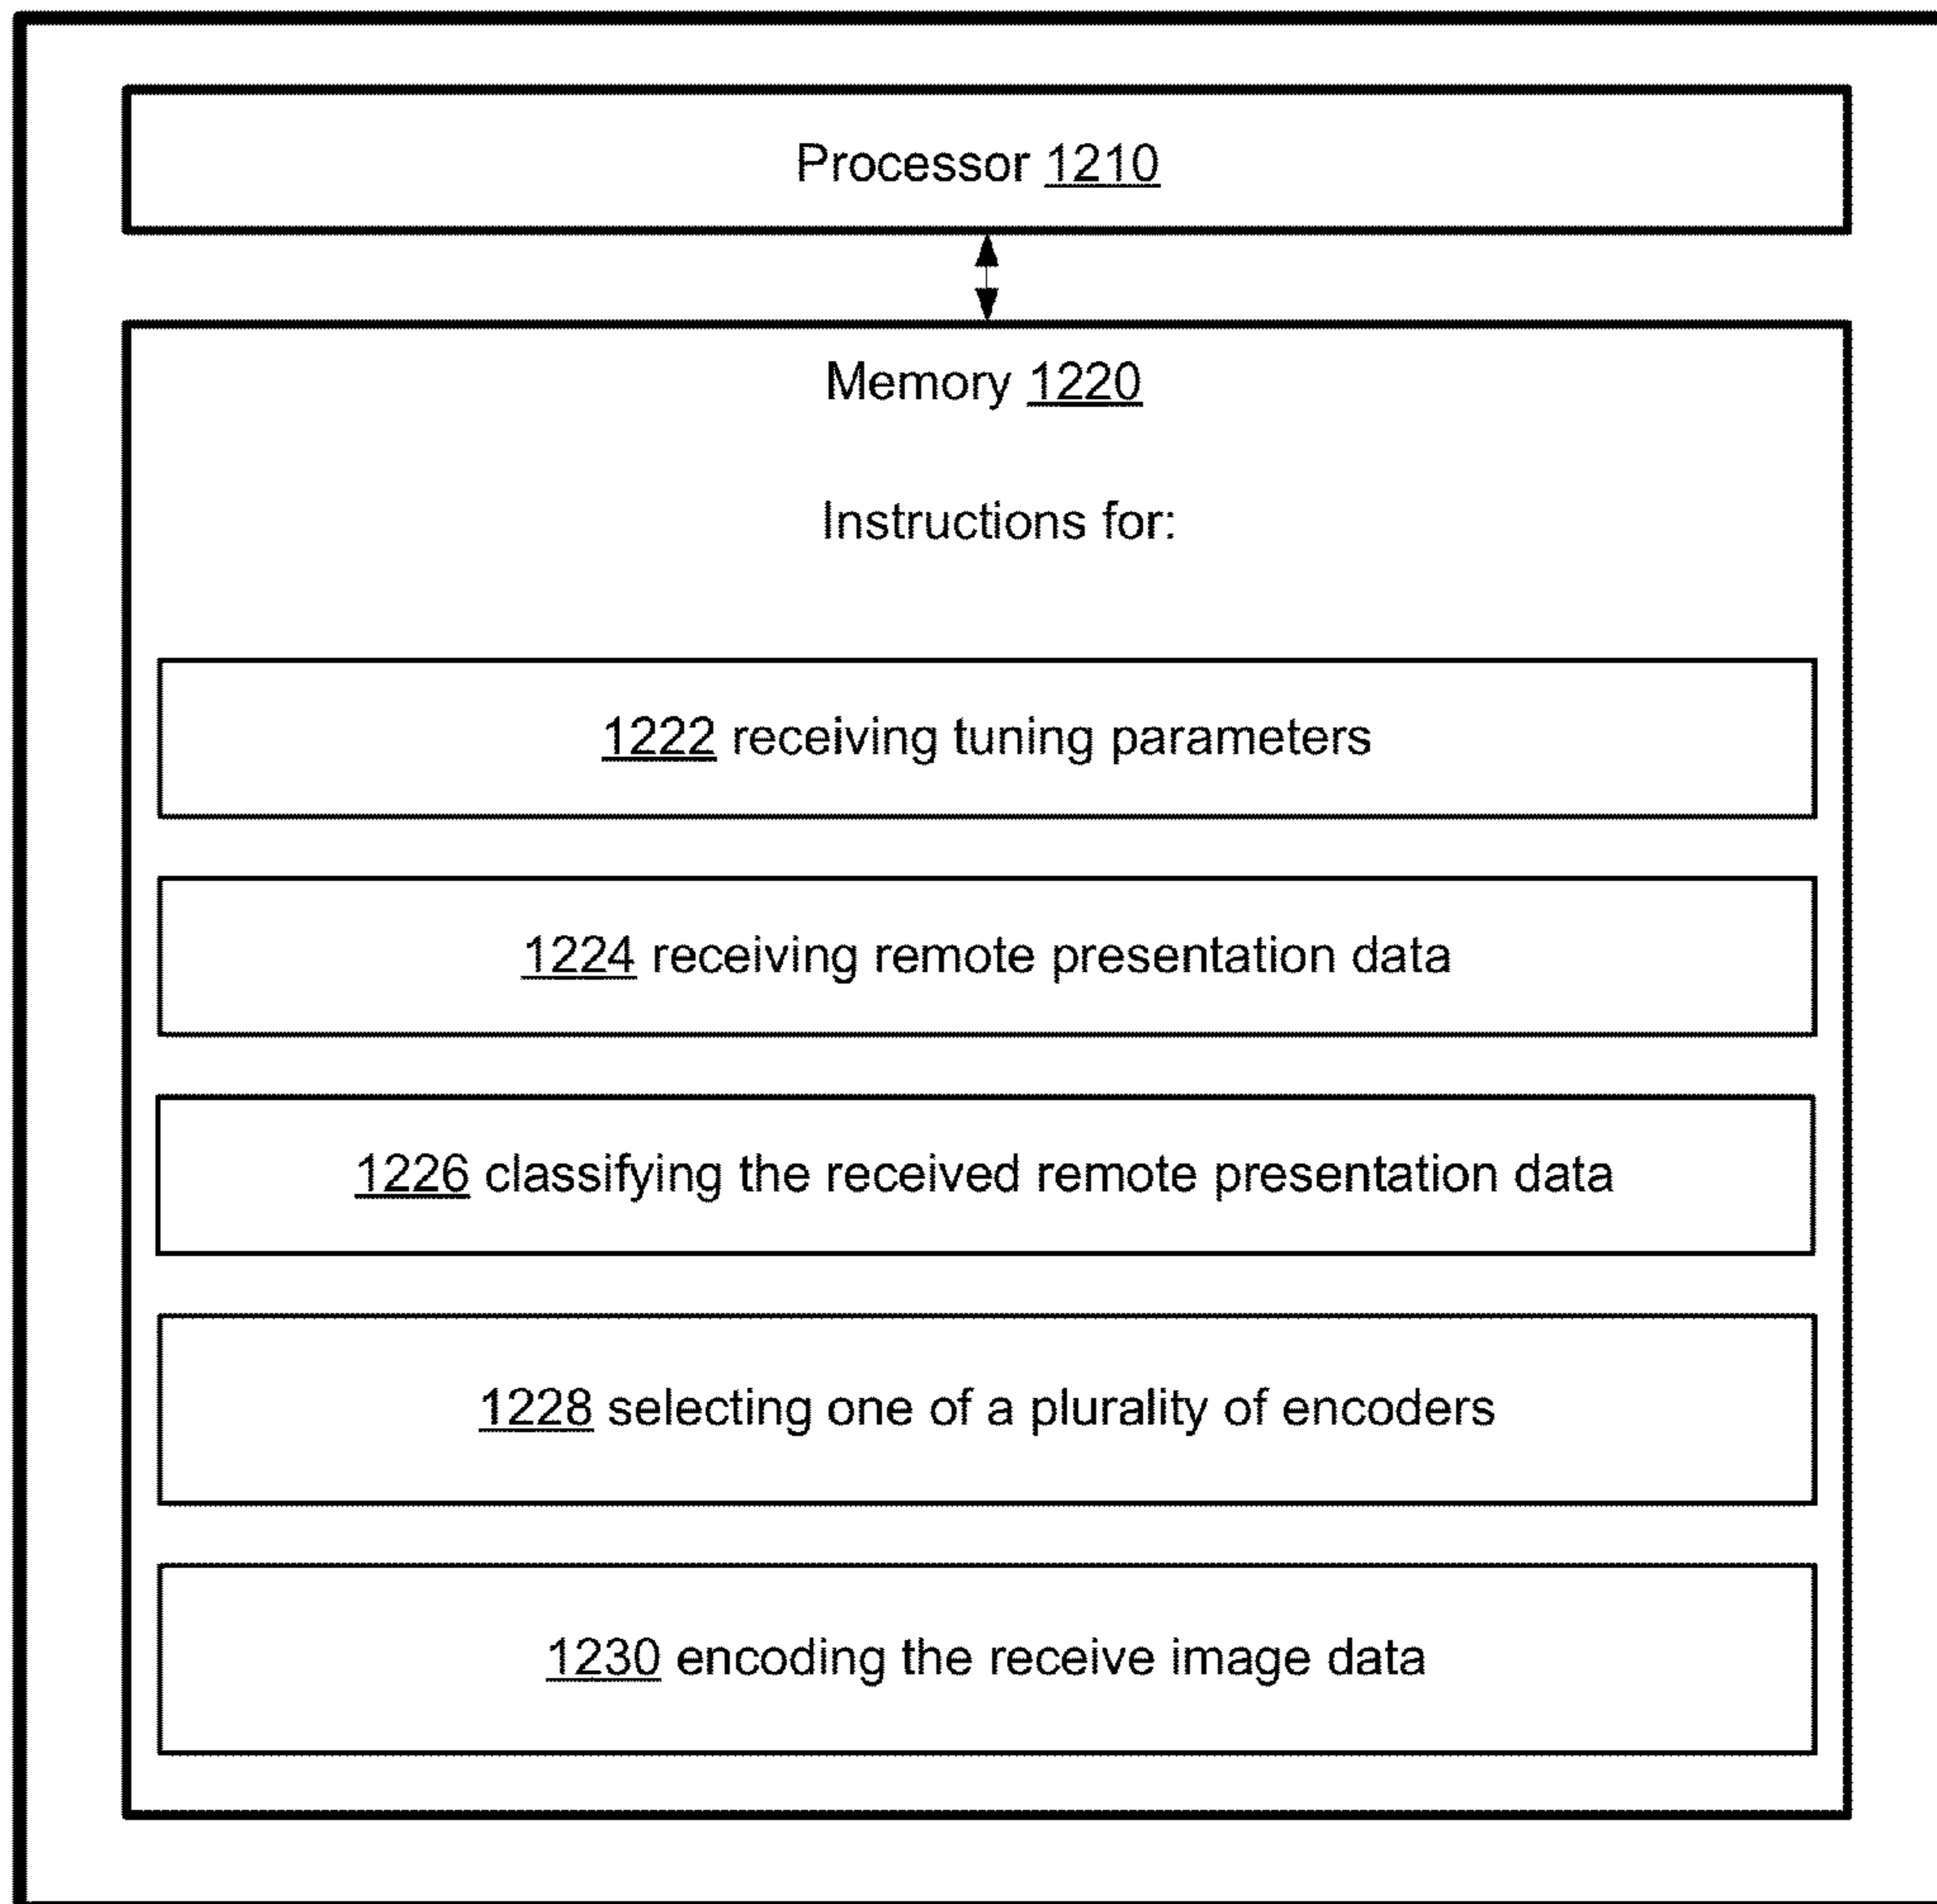 Processor 1210
Memory 1220
Instructions for:
1222 receiving tuning parameters
1224 receiving remote presentation data
1226 classifying the received remote presentation data
1228 selecting one of a plurality of encoders
1230 encoding the receive image data